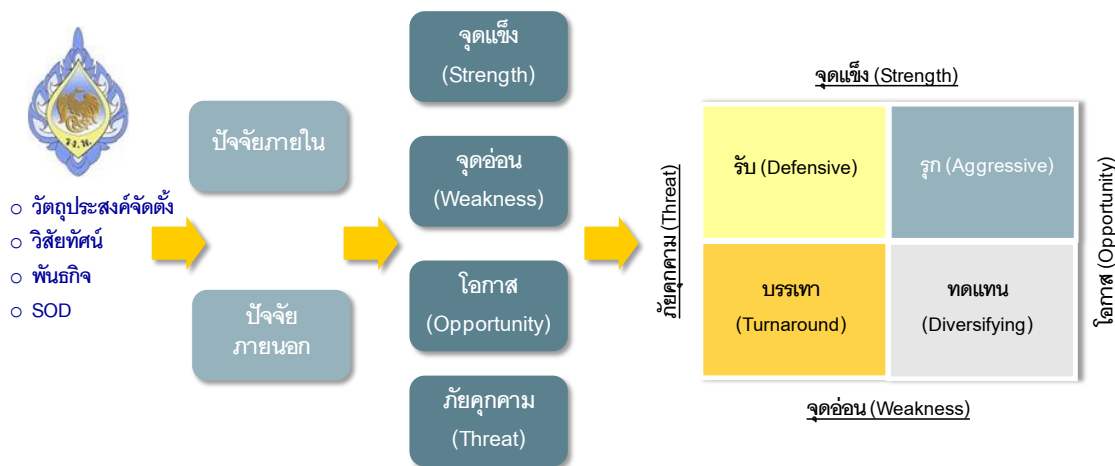 รง.พ.
วัตถุประสงค์จัดตั้ง
วิสัยทัศน์
พันธกิจ
SOD
ปัจจัยภายใน
ปัจจัย
ภายนอก
จุดแข็ง
(Strength)
จุดอ่อน
(Weakness)
โอกาส
(Opportunity)
ภัยคุกคาม
(Threat)
จุดแข็ง (Strength)
ภัยคุกคาม (Threat)
รับ (Defensive)
รุก (Aggressive)
บรรเทา
(Turnaround)
ทดแทน
(Diversifying)
โอกาส (Opportunity)
จุดอ่อน (Weakness)